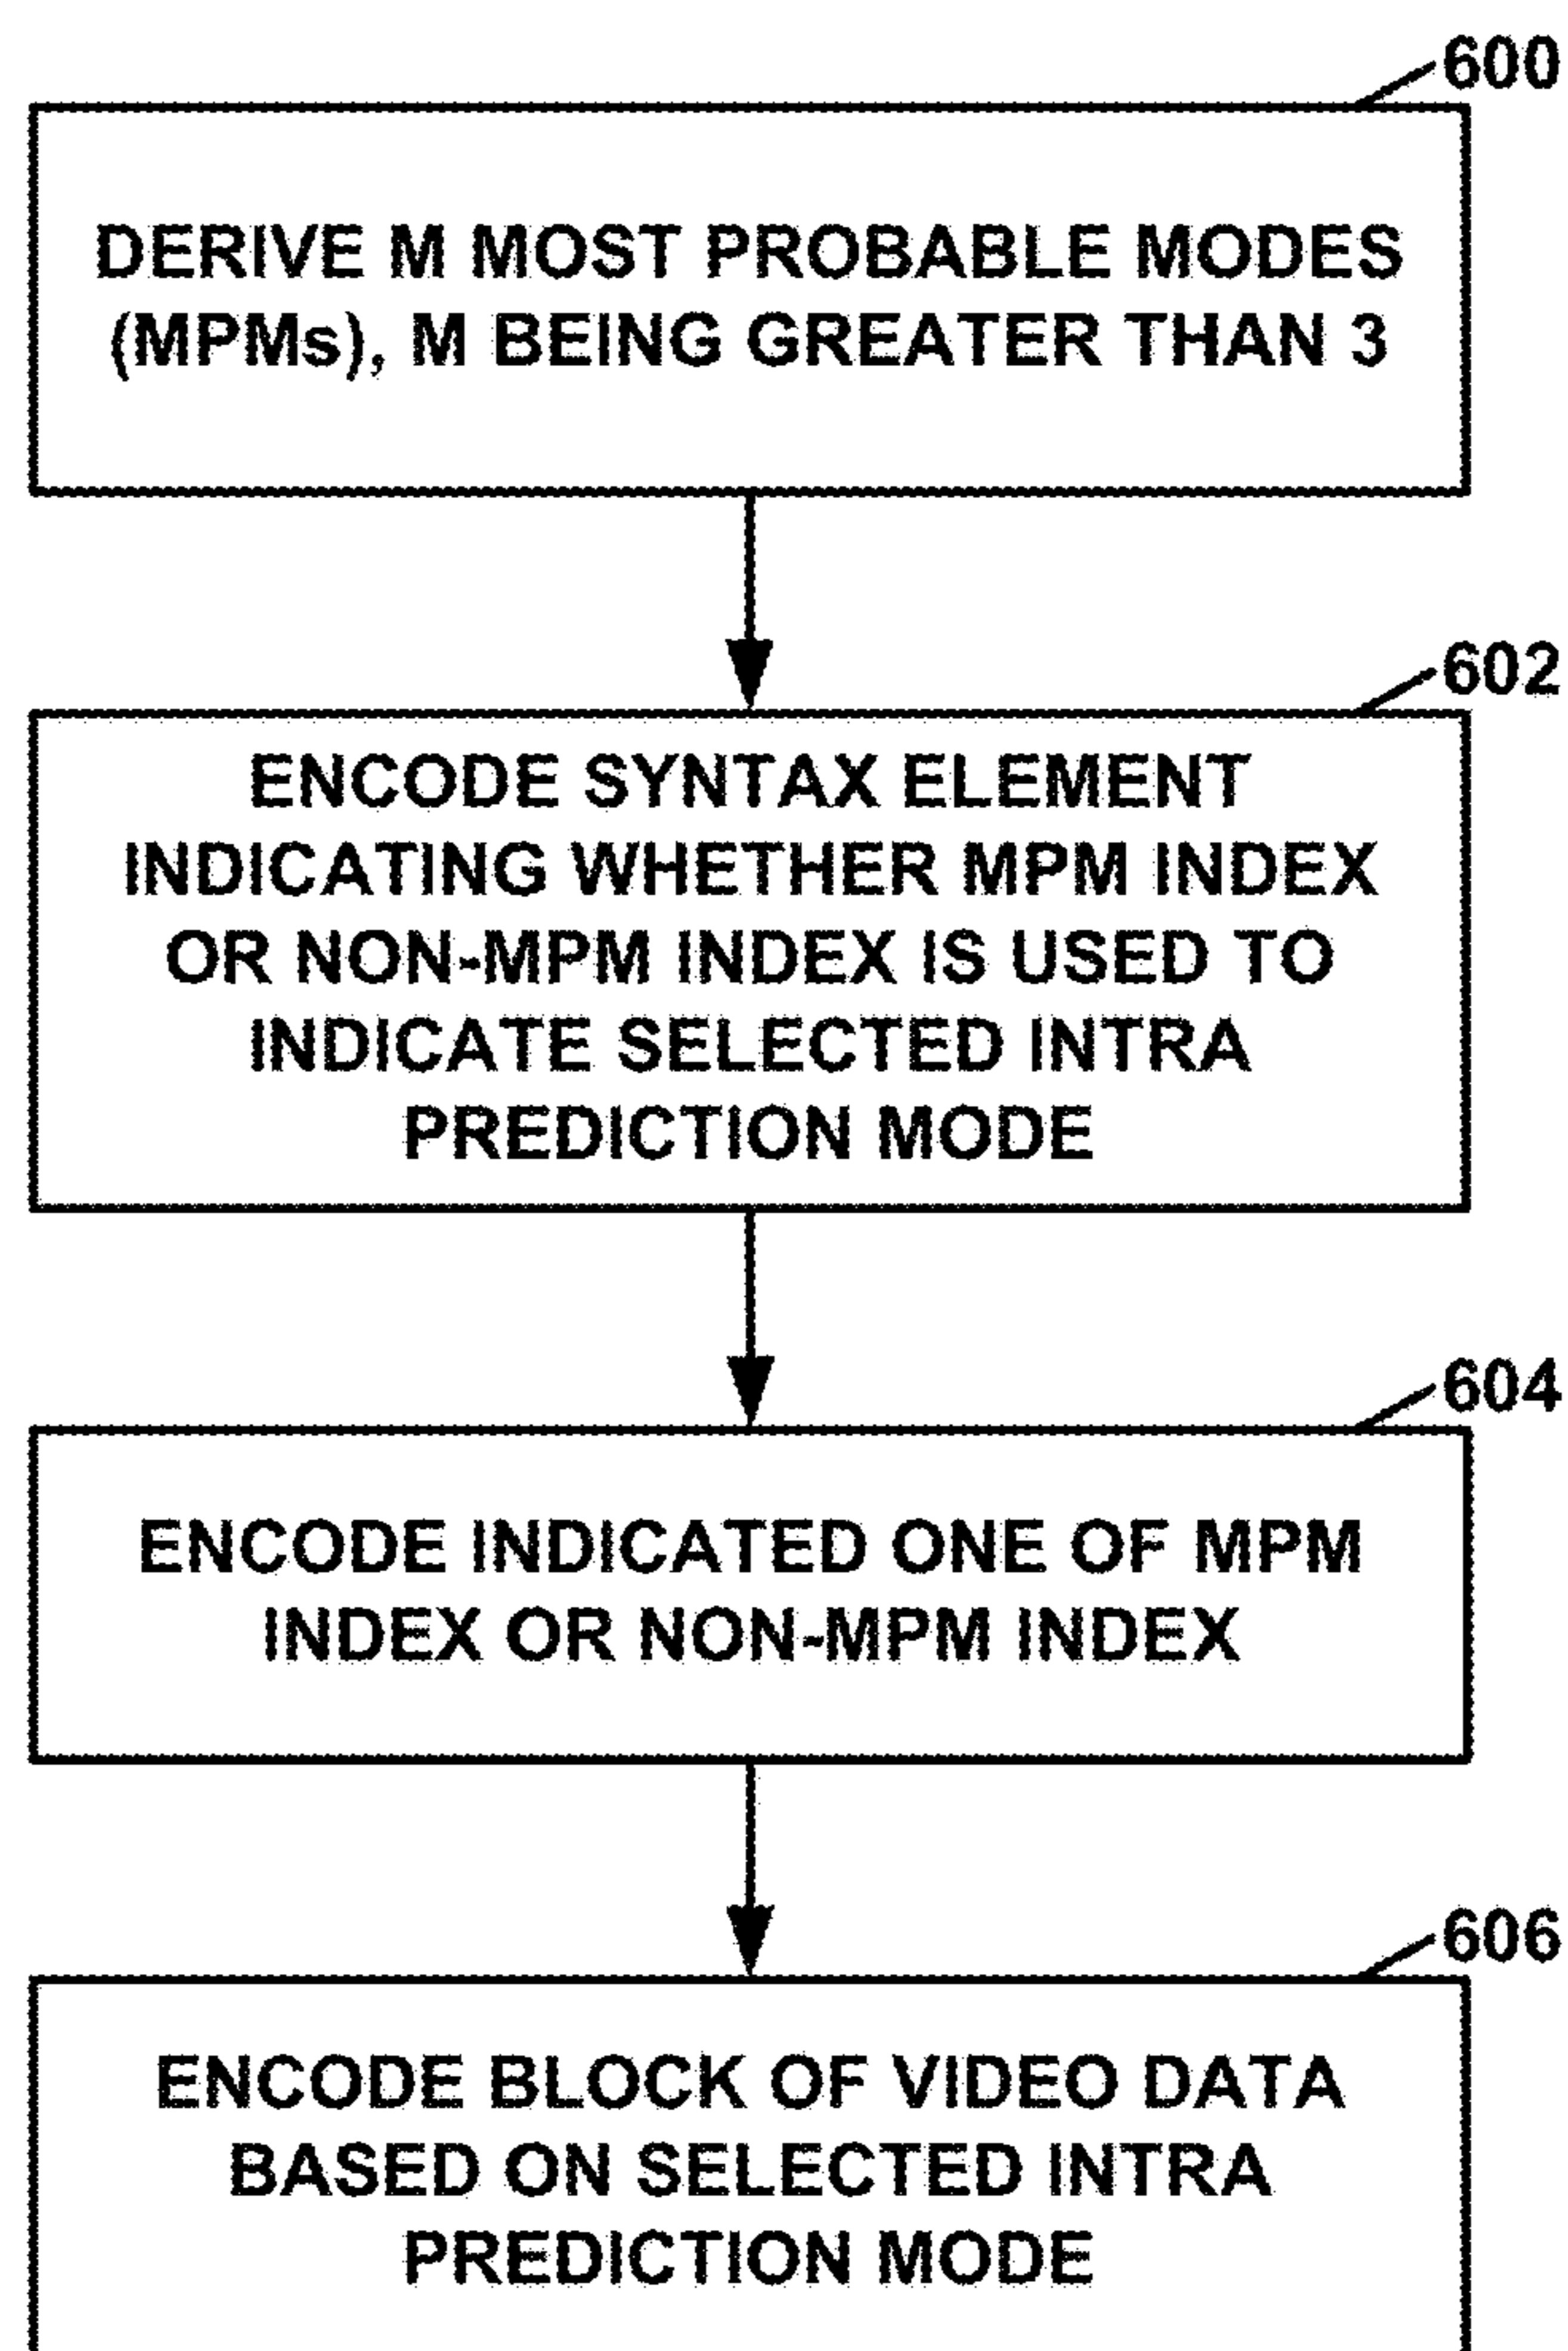 600
DERIVE M MOST PROBABLE MODES
(MPMs), M BEING GREATER THAN 3
602
ENCODE SYNTAX ELEMENT
INDICATING WHETHER MPM INDEX
OR NON-MPM INDEX IS USED TO
INDICATE SELECTED INTRA
PREDICTION MODE
604
ENCODE INDICATED ONE OF MPM
INDEX OR NON-MPM INDEX
606
ENCODE BLOCK OF VIDEO DATA
BASED ON SELECTED INTRA
PREDICTION MODE